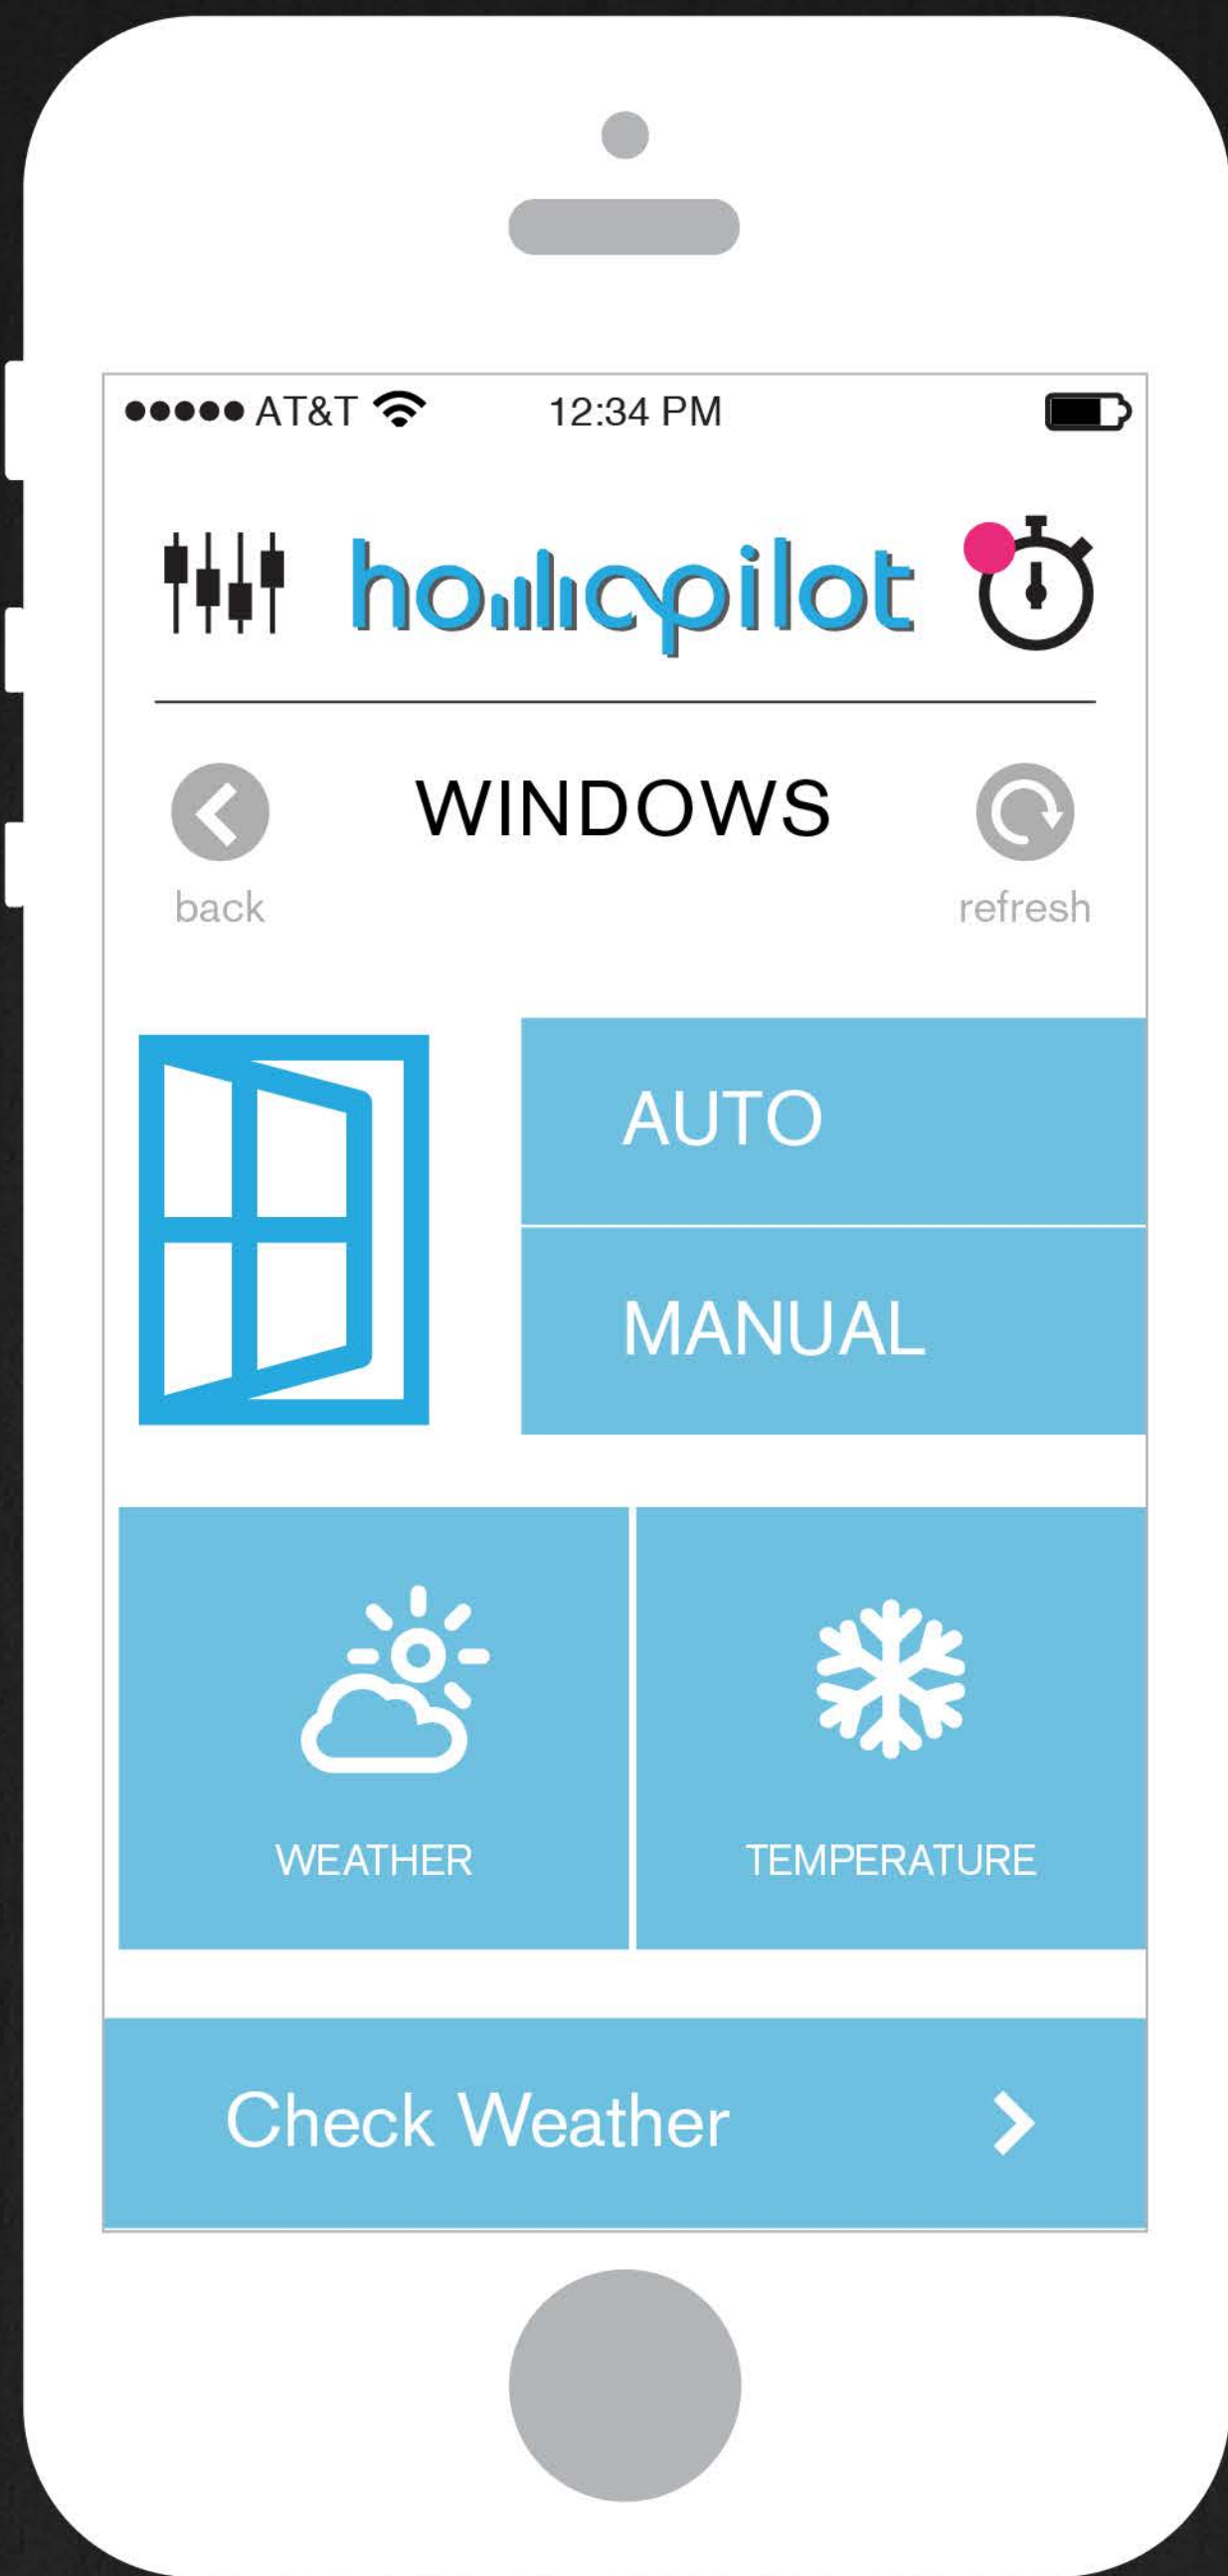 AT&T 12:34 PM
homepilot
WINDOWS
back
refresh
AUTO
MANUAL
WEATHER
TEMPERATURE
Check Weather